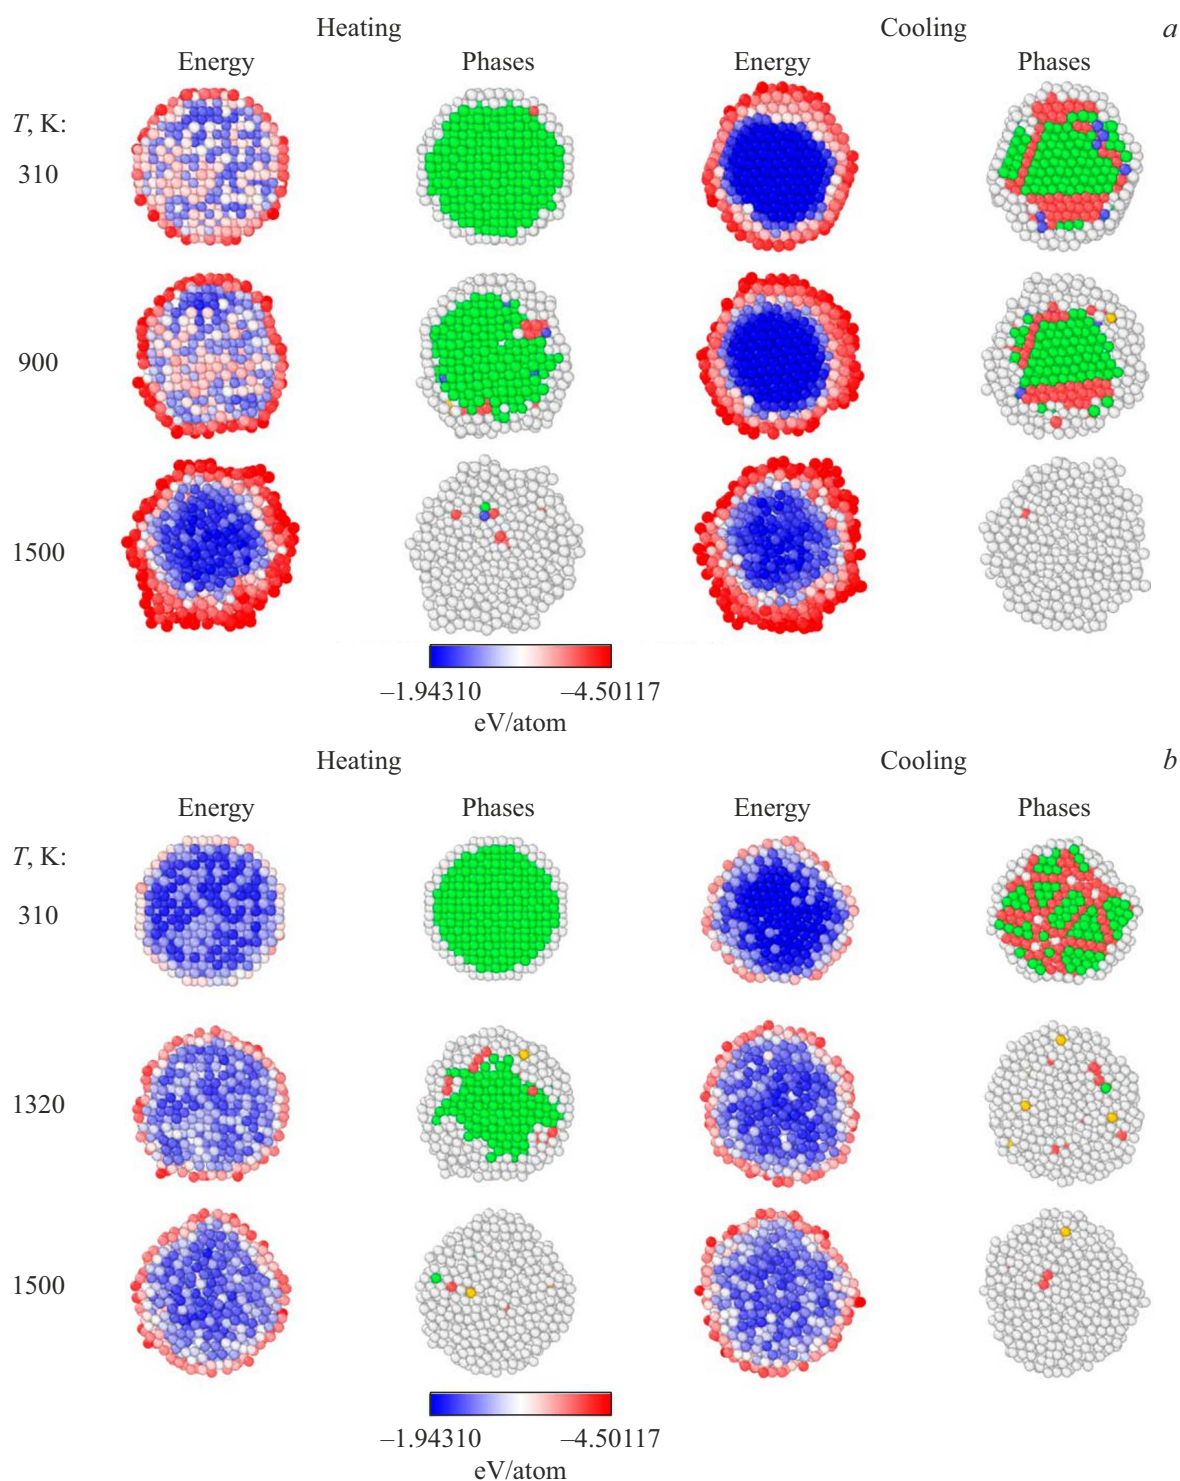 Heating Cooling a
Energy Phases Energy Phases
T, K:
310
900
1500
–1.94310 –4.50117
eV/atom
Heating Cooling b
Energy Phases Energy Phases
T, K:
310
1320
1500
–1.94310 –4.50117
eV/atom